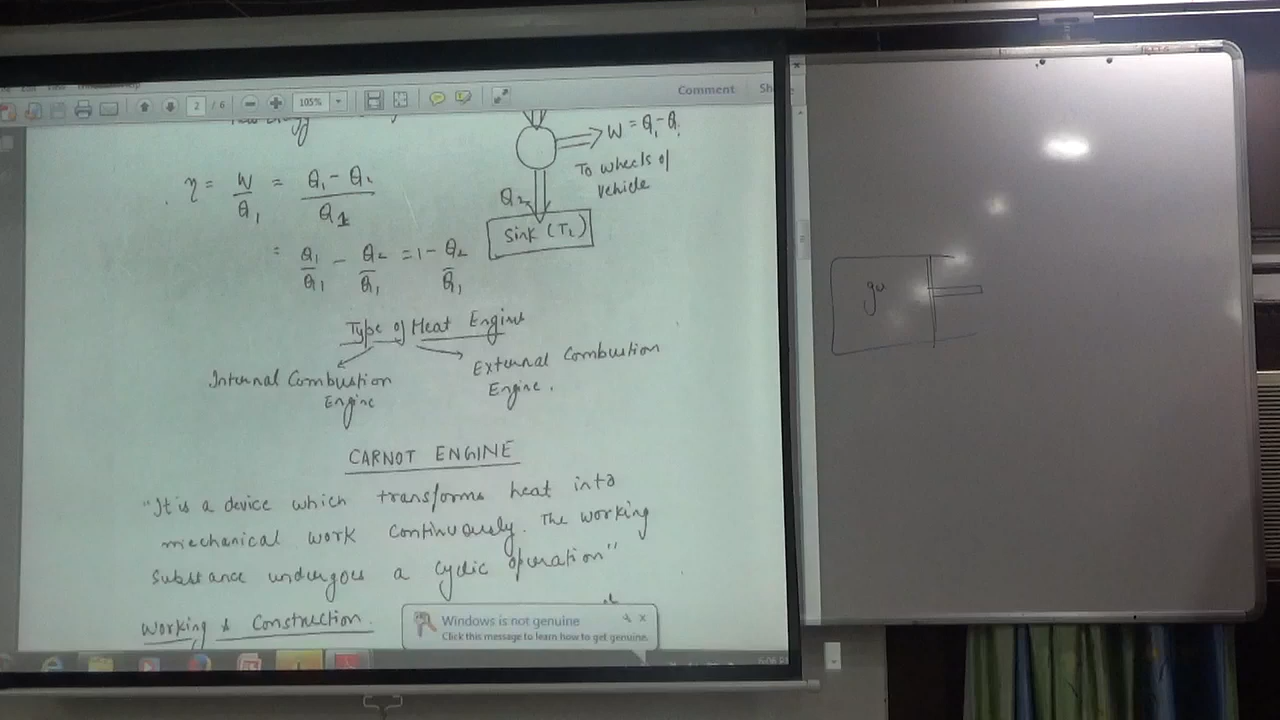 2 / 6
105%
Comment
W = Q₁ - Q
To wheels of
vehicle
Q₂
Sink (T₂)
η = W/Q₁ = Q₁ - Q₂/Q1
= Q₁/Q₁ - Q₂/Q₁ = 1 - Q₂/Q₁
Type of Heat Engine
Internal Combustion
Engine
External Combustion
Engine.
CARNOT ENGINE
"It is a device which transforms heat into
mechanical work continuously. The working
substance undergoes a cyclic operation"
Working & Construction
Windows is not genuine
Click this message to learn how to get genuine.